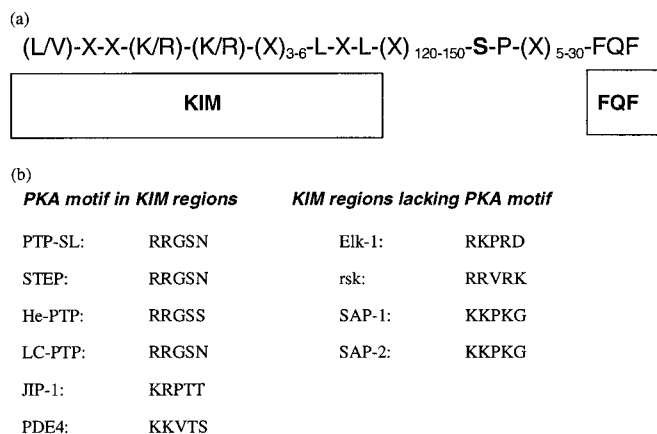 (a)
(L/V)-X-X-(K/R)-(K/R)-(X)3-6-L-X-L-(X) 120-150-S-P-(X) 5-30-FQF
KIM FQF
(b)
PKA motif in KIM regions KIM regions lacking PKA motif
PTP-SL: RRGSN Elk-1: RKPRD
STEP: RRGSN rsk: RRVRK
He-PTP: RRGSS SAP-1: KKPKG
LC-PTP: RRGSN SAP-2: KKPKG
JIP-1: KRPTT
PDE4: KKVTS